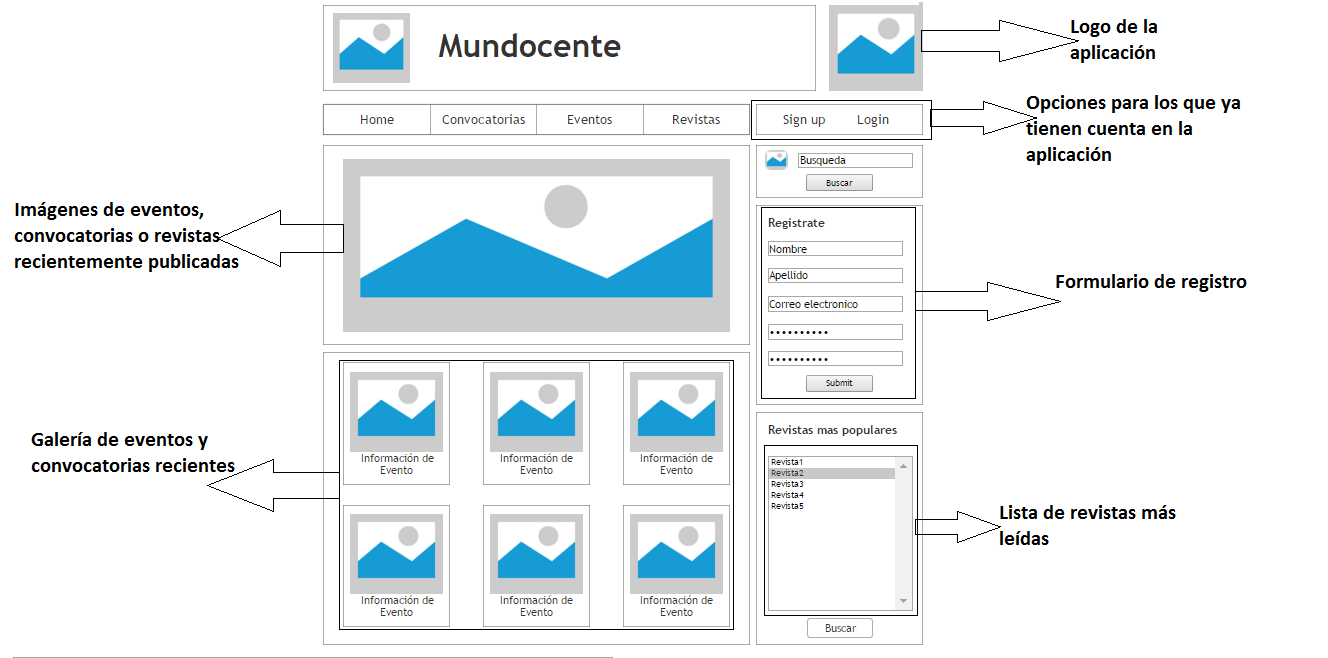 Mundocente
Logo de la
aplicación
Home
Convocatorias
Eventos
Revistas
Sign up
Login
Opciones para los que ya
tienen cuenta en la
aplicación
Busqueda
Buscar
Imágenes de eventos,
convocatorias o revistas
recientemente publicadas
Registrate
Nombre
Apellido
Correo electronico
••••••••••
••••••••••
Submit
Formulario de registro
Galería de eventos y
convocatorias recientes
Información de
Evento
Información de
Evento
Información de
Evento
Información de
Evento
Información de
Evento
Información de
Evento
Revistas mas populares
Revista1
Revista2
Revista3
Revista4
Revista5
Buscar
Lista de revistas más
leídas